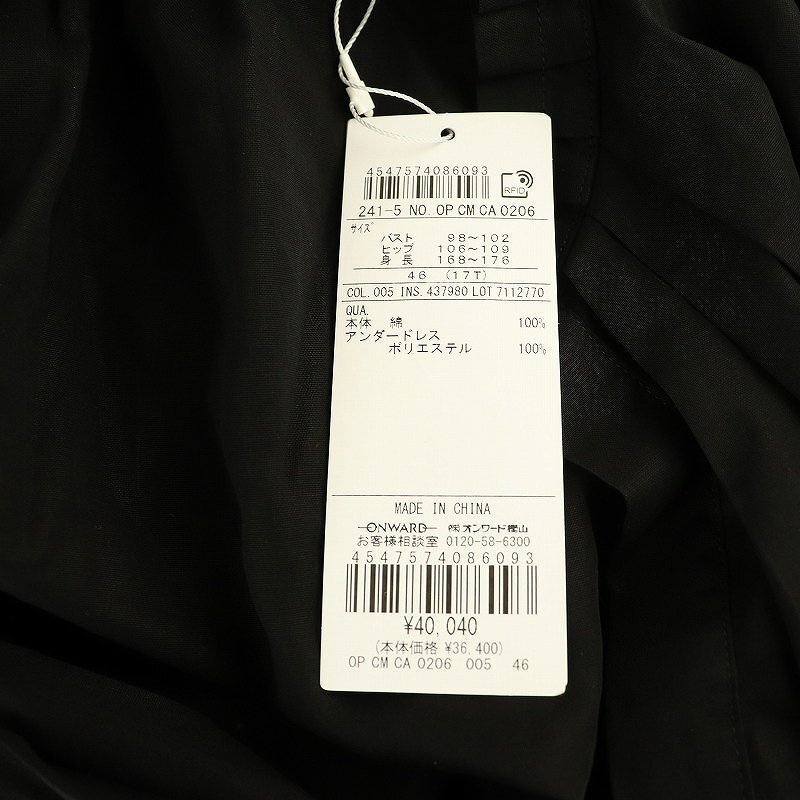 4547574086093
RFID
241-5 NO. OP CM CA 0206
サイズ
バスト 98〜102
ヒップ 106〜109
身長 168〜176
46 (17T)
COL. 005 INS. 437980 LOT 7112770
QUA.
本体 綿 100%
アンダードレス
ポリエステル 100%
MADE IN CHINA
ONWARD ㈱オンワード樫山
お客様相談室 0120-58-6300
4547574086093
¥40,040
(本体価格 ¥36,400)
OP CM CA 0206 005 46